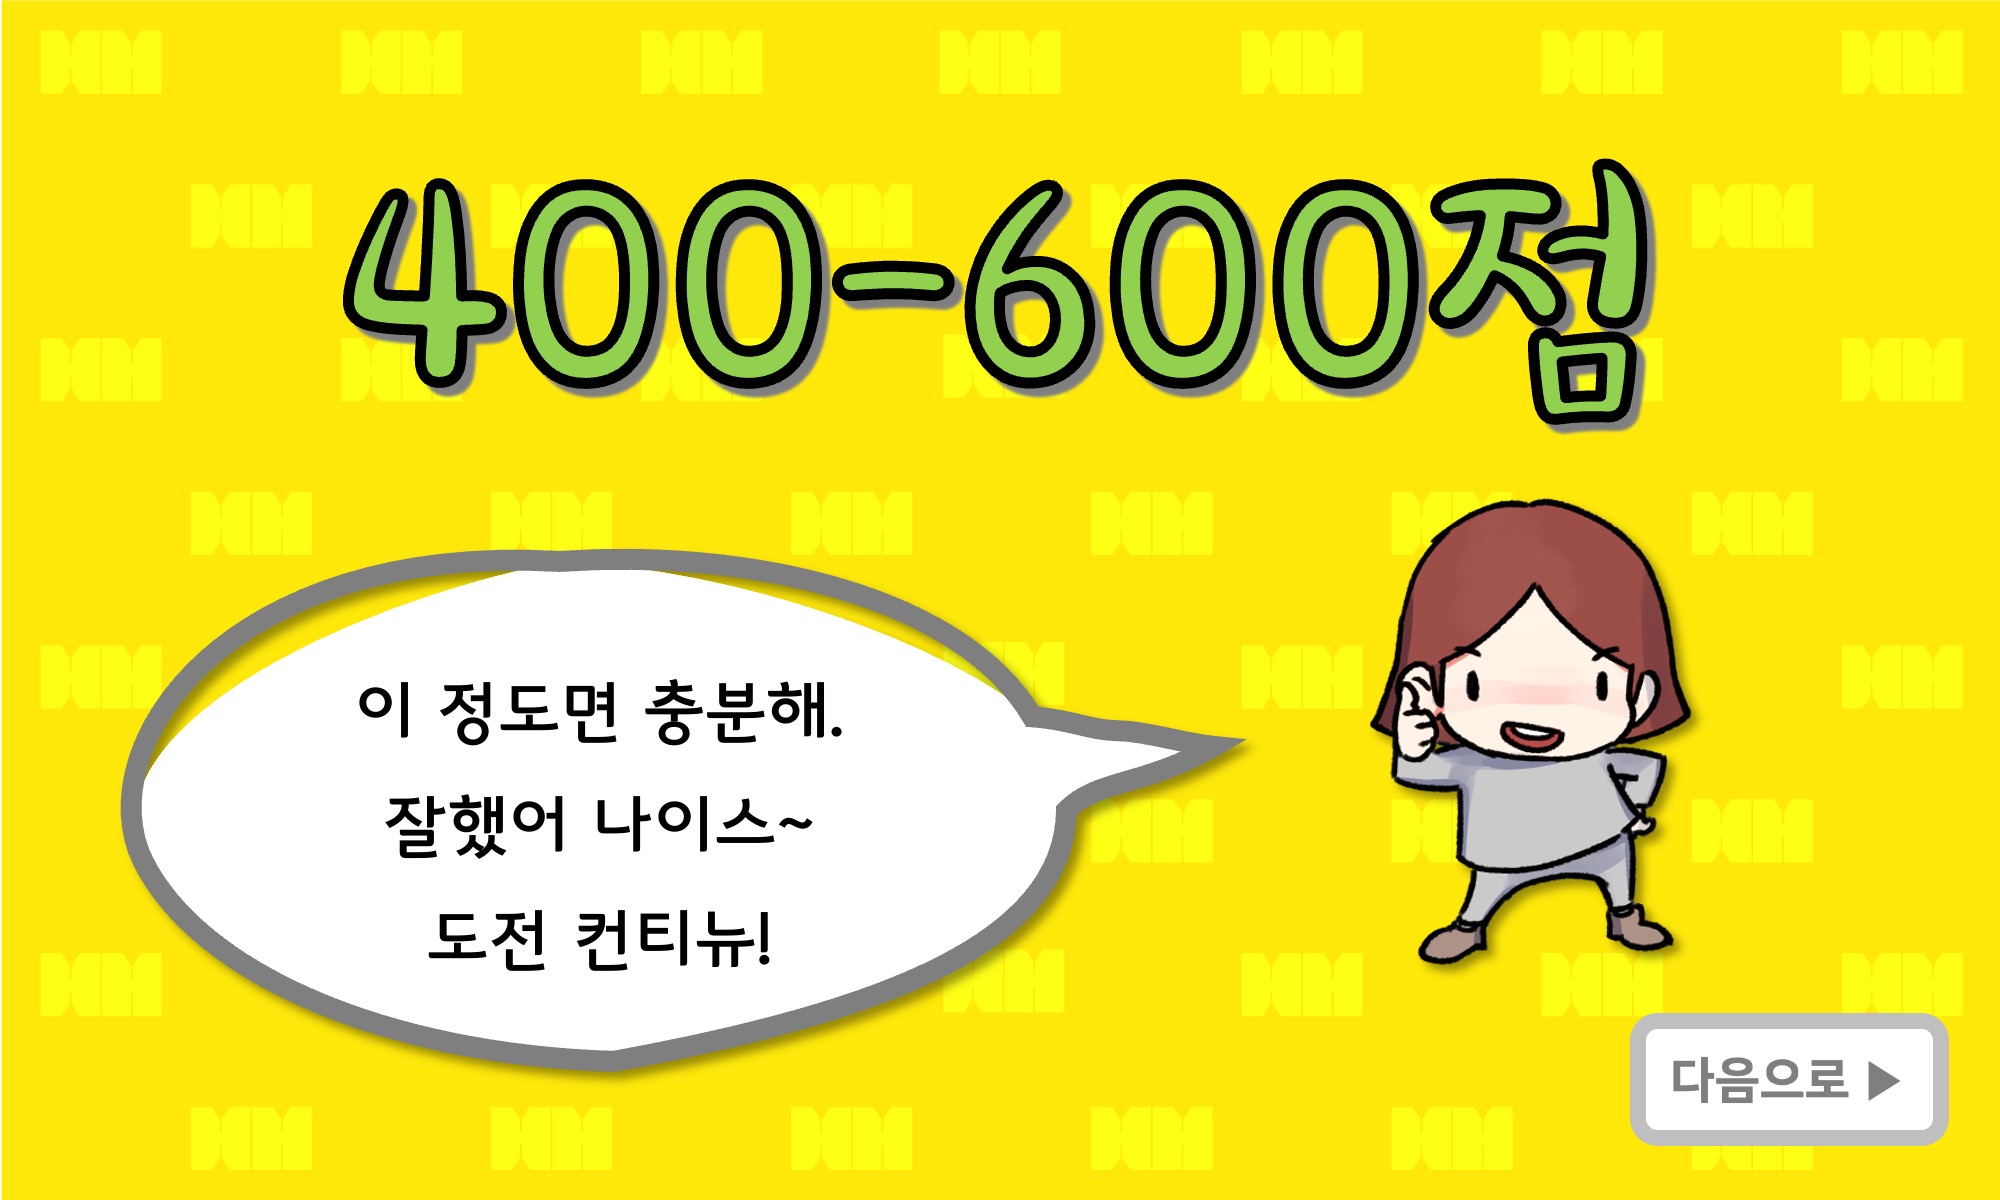 400-600점
이 정도면 충분해.
잘했어 나이스~
도전 컨티뉴!
다음으로 ▶